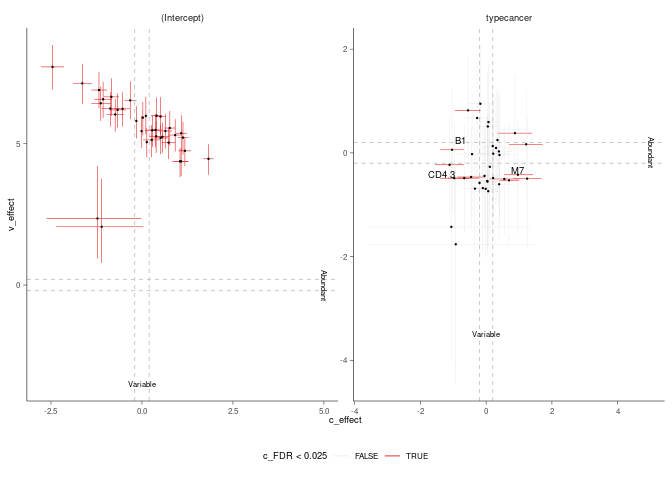 (Intercept)
typecancer
v_effect
5
0
Abundant
Variable
-2.5
0.0
2.5
5.0
2
0
-2
-4
B1
CD4 3
M7
Abundant
Variable
-4
-2
0
2
4
c_effect
c_FDR < 0.025 FALSE TRUE